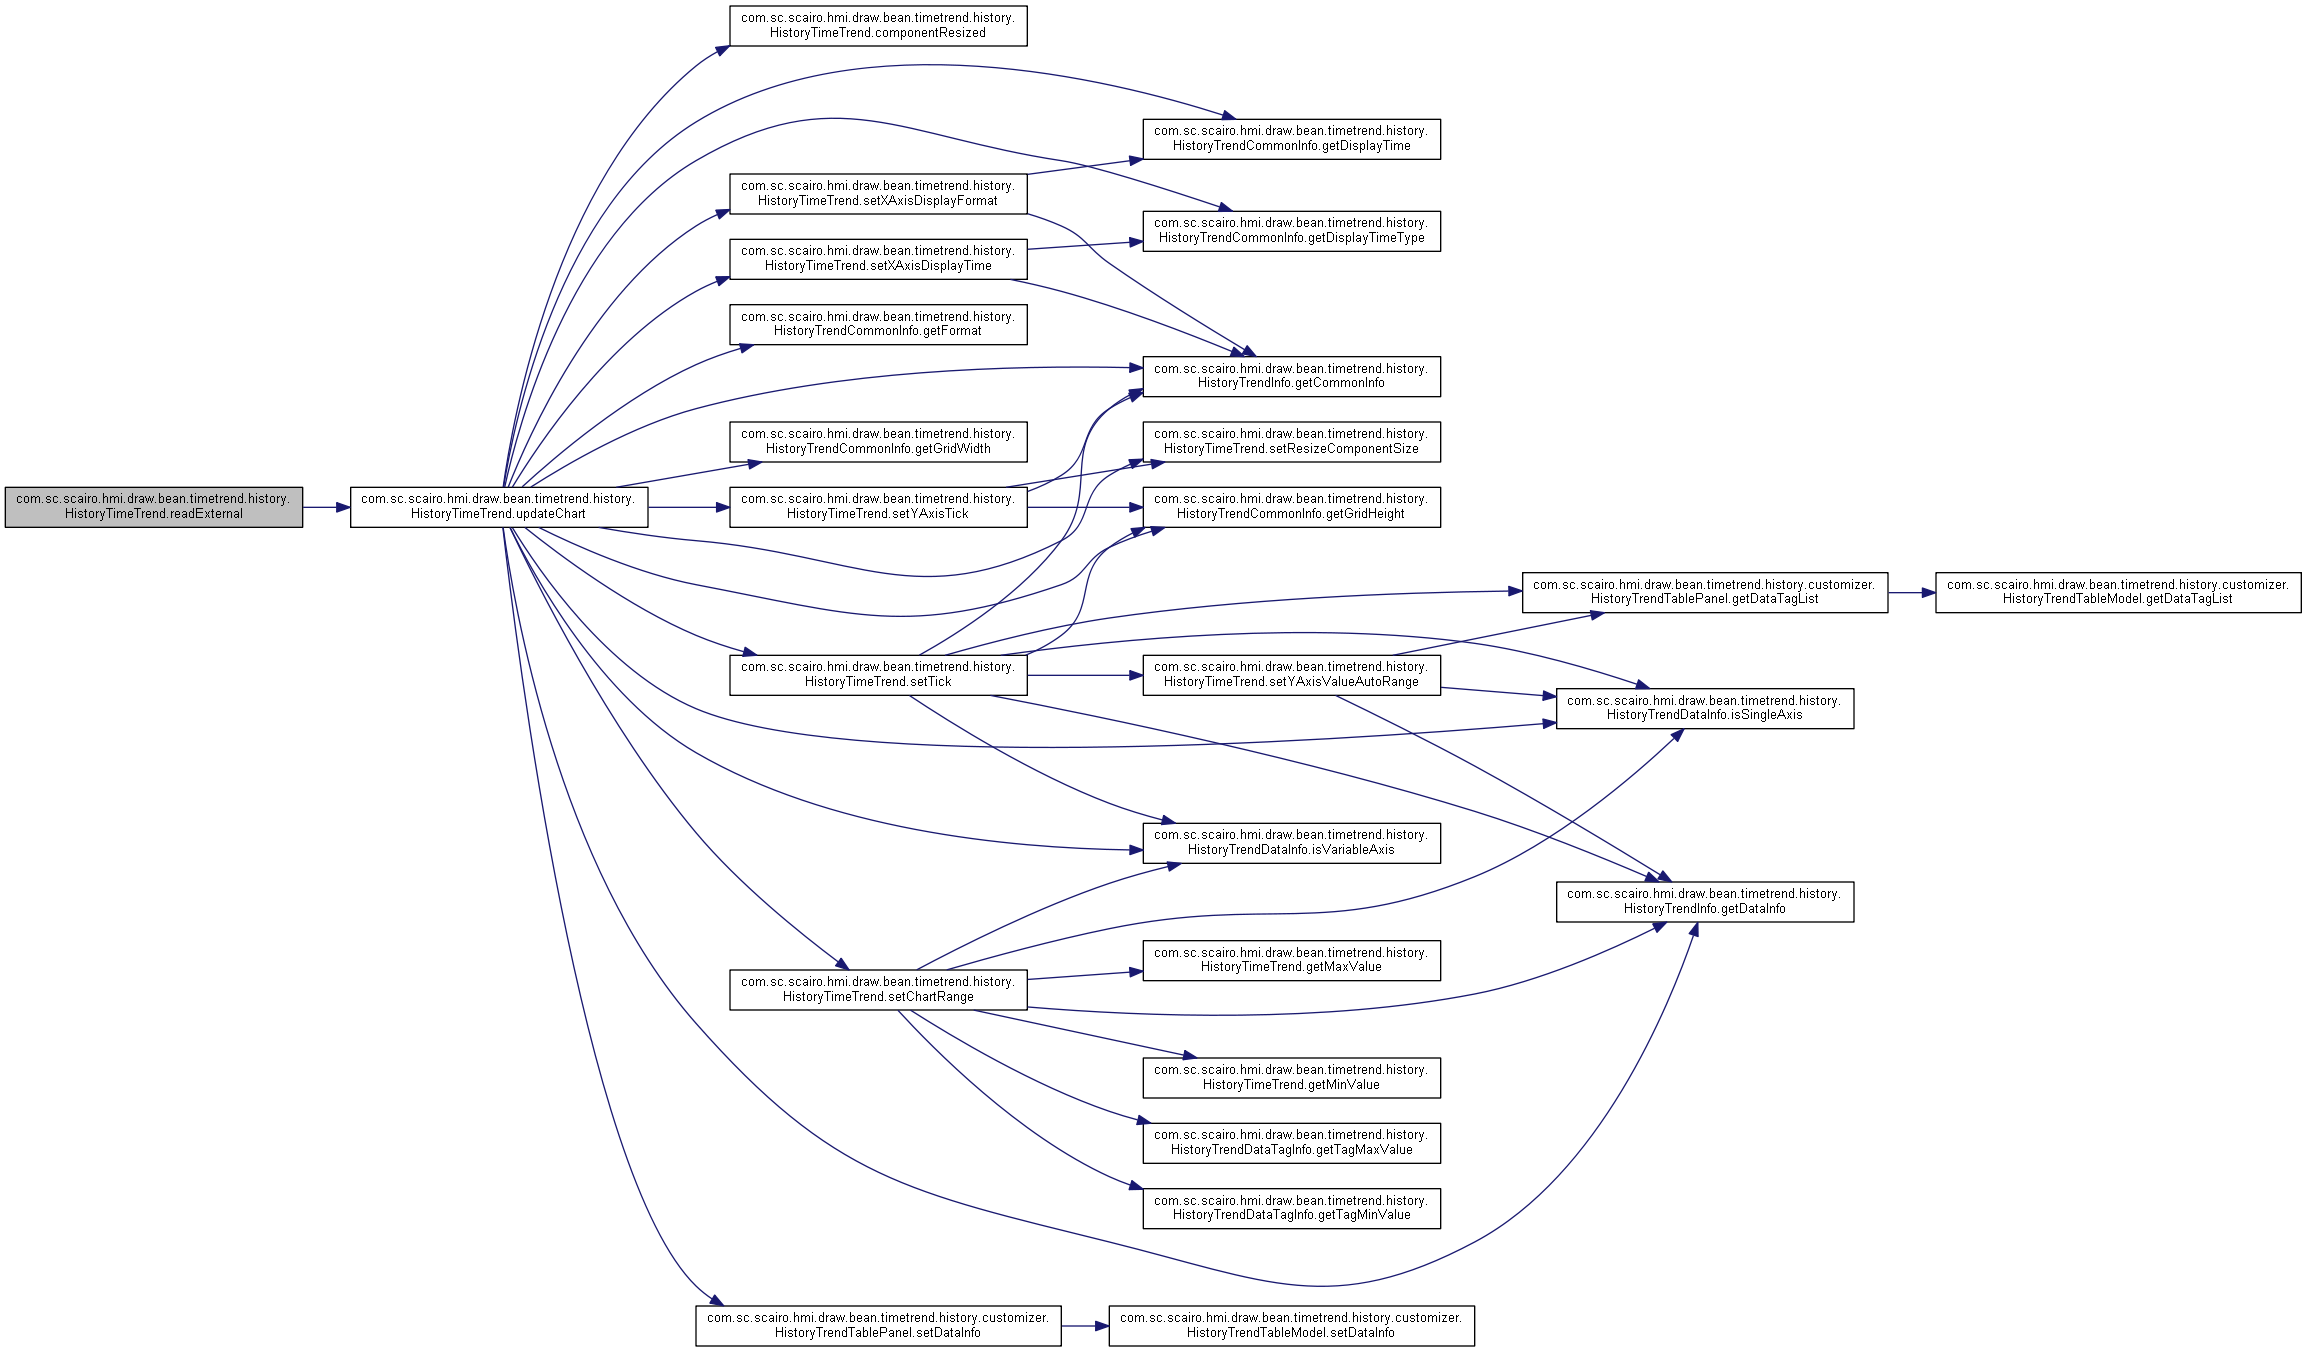 com.sc.scairo.hmi.draw.bean.timetrend.history.
HistoryTimeTrend.readExternal
com.sc.scairo.hmi.draw.bean.timetrend.history.
HistoryTimeTrend.updateChart
com.sc.scairo.hmi.draw.bean.timetrend.history.
HistoryTimeTrend.componentResized
com.sc.scairo.hmi.draw.bean.timetrend.history.
HistoryTimeTrend.setXAxisDisplayFormat
com.sc.scairo.hmi.draw.bean.timetrend.history.
HistoryTimeTrend.setXAxisDisplayTime
com.sc.scairo.hmi.draw.bean.timetrend.history.
HistoryTrendCommonInfo.getFormat
com.sc.scairo.hmi.draw.bean.timetrend.history.
HistoryTrendCommonInfo.getGridWidth
com.sc.scairo.hmi.draw.bean.timetrend.history.
HistoryTimeTrend.setYAxisTick
com.sc.scairo.hmi.draw.bean.timetrend.history.
HistoryTimeTrend.setTick
com.sc.scairo.hmi.draw.bean.timetrend.history.
HistoryTimeTrend.setChartRange
com.sc.scairo.hmi.draw.bean.timetrend.history.customizer.
HistoryTrendTablePanel.setDataInfo
com.sc.scairo.hmi.draw.bean.timetrend.history.
HistoryTrendCommonInfo.getDisplayTime
com.sc.scairo.hmi.draw.bean.timetrend.history.
HistoryTrendCommonInfo.getDisplayTimeType
com.sc.scairo.hmi.draw.bean.timetrend.history.
HistoryTrendInfo.getCommonInfo
com.sc.scairo.hmi.draw.bean.timetrend.history.
HistoryTimeTrend.setResizeComponentSize
com.sc.scairo.hmi.draw.bean.timetrend.history.
HistoryTrendCommonInfo.getGridHeight
com.sc.scairo.hmi.draw.bean.timetrend.history.
HistoryTimeTrend.setYAxisValueAutoRange
com.sc.scairo.hmi.draw.bean.timetrend.history.
HistoryTrendDataInfo.isVariableAxis
com.sc.scairo.hmi.draw.bean.timetrend.history.
HistoryTimeTrend.getMaxValue
com.sc.scairo.hmi.draw.bean.timetrend.history.
HistoryTimeTrend.getMinValue
com.sc.scairo.hmi.draw.bean.timetrend.history.
HistoryTrendDataTagInfo.getTagMaxValue
com.sc.scairo.hmi.draw.bean.timetrend.history.
HistoryTrendDataTagInfo.getTagMinValue
com.sc.scairo.hmi.draw.bean.timetrend.history.customizer.
HistoryTrendTableModel.setDataInfo
com.sc.scairo.hmi.draw.bean.timetrend.history.customizer.
HistoryTrendTablePanel.getDataTagList
com.sc.scairo.hmi.draw.bean.timetrend.history.
HistoryTrendDataInfo.isSingleAxis
com.sc.scairo.hmi.draw.bean.timetrend.history.
HistoryTrendInfo.getDataInfo
com.sc.scairo.hmi.draw.bean.timetrend.history.customizer.
HistoryTrendTableModel.getDataTagList